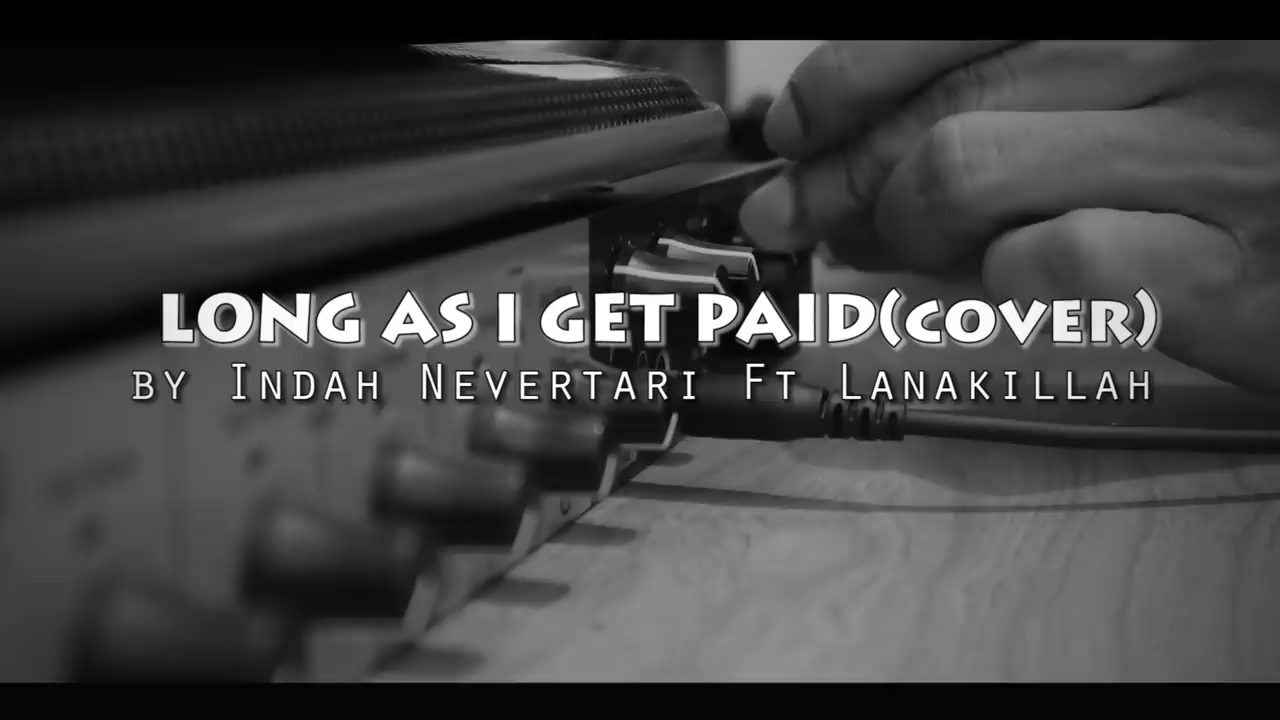 LONG AS I GET PAID(COVER)
BY INDAH NEVERTARI FT LANAKILLAH